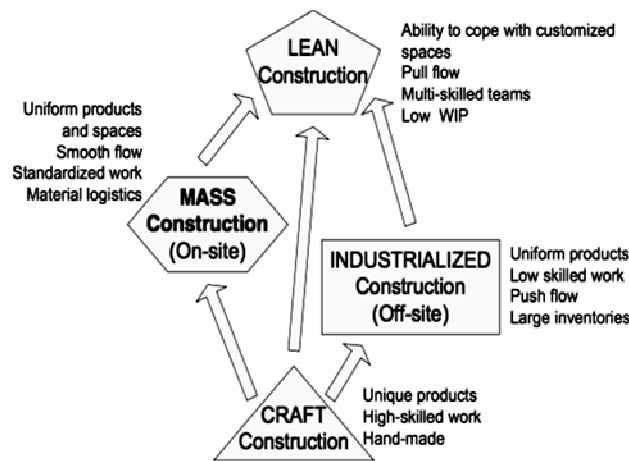 LEAN
Construction
Ability to cope with customized
spaces
Pull flow
Multi-skilled teams
Low WIP
Uniform products
and spaces
Smooth flow
Standardized work
Material logistics
MASS
Construction
(On-site)
INDUSTRIALIZED
Construction
(Off-site)
Uniform products
Low skilled work
Push flow
Large inventories
CRAFT
Construction
Unique products
High-skilled work
Hand-made